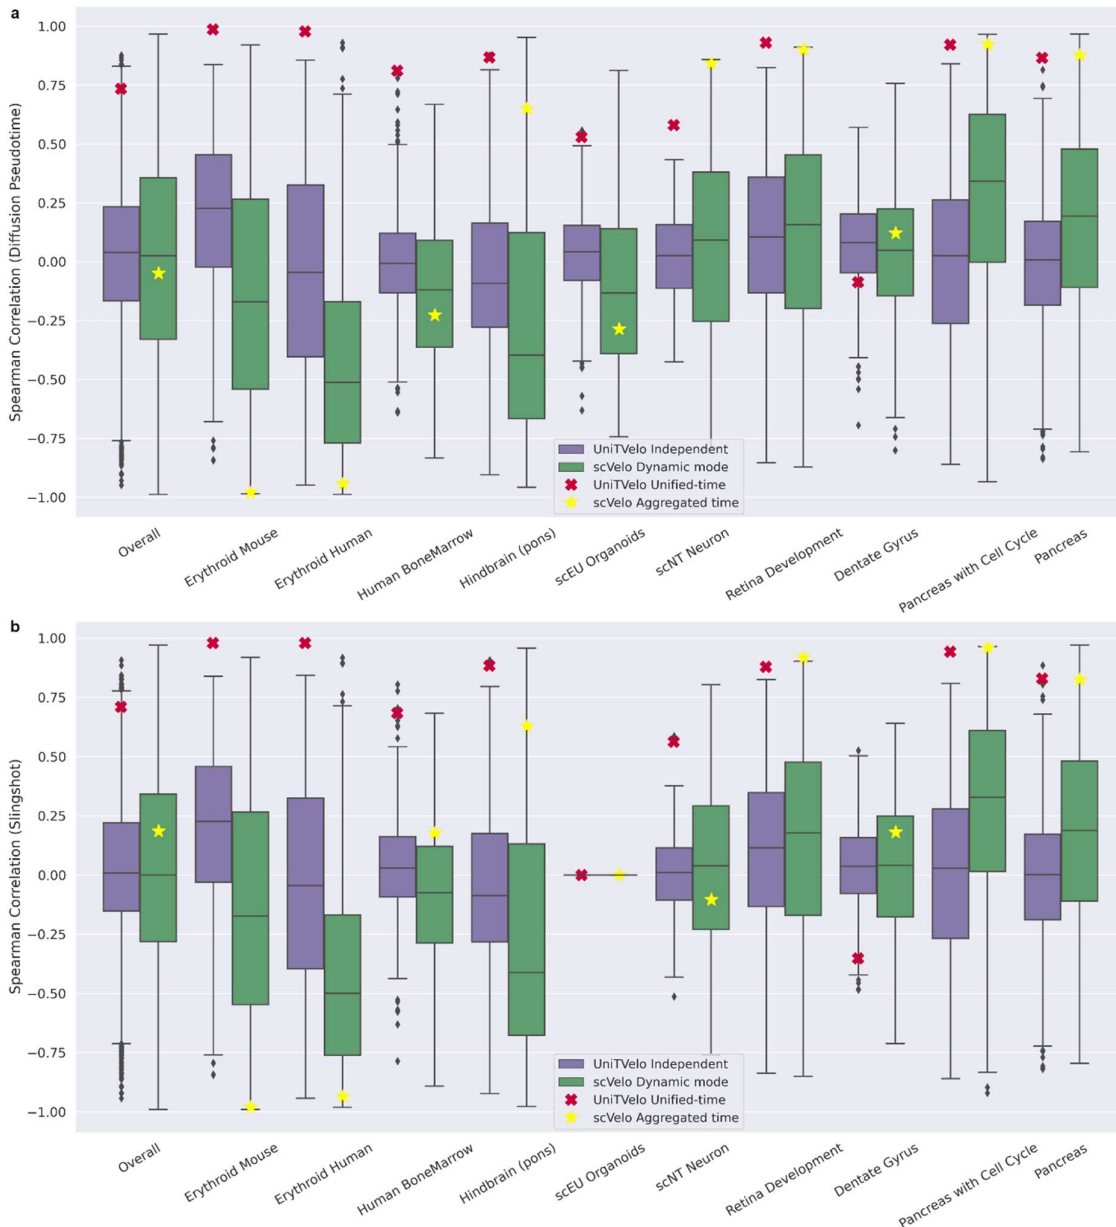 a
Spearman Correlation (Diffusion Pseudotime)
1.00
0.75
0.50
0.25
0.00
−0.25
−0.50
−0.75
−1.00
UniTVelo Independent
scVelo Dynamic mode
UniTVelo Unified-time
scVelo Aggregated time
Overall
Erythroid Mouse
Erythroid Human
Human BoneMarrow
Hindbrain (pons)
scEU Organoids
scNT Neuron
Retina Development
Dentate Gyrus
Pancreas with Cell Cycle
Pancreas
b
Spearman Correlation (Slingshot)
1.00
0.75
0.50
0.25
0.00
−0.25
−0.50
−0.75
−1.00
UniTVelo Independent
scVelo Dynamic mode
UniTVelo Unified-time
scVelo Aggregated time
Overall
Erythroid Mouse
Erythroid Human
Human BoneMarrow
Hindbrain (pons)
scEU Organoids
scNT Neuron
Retina Development
Dentate Gyrus
Pancreas with Cell Cycle
Pancreas